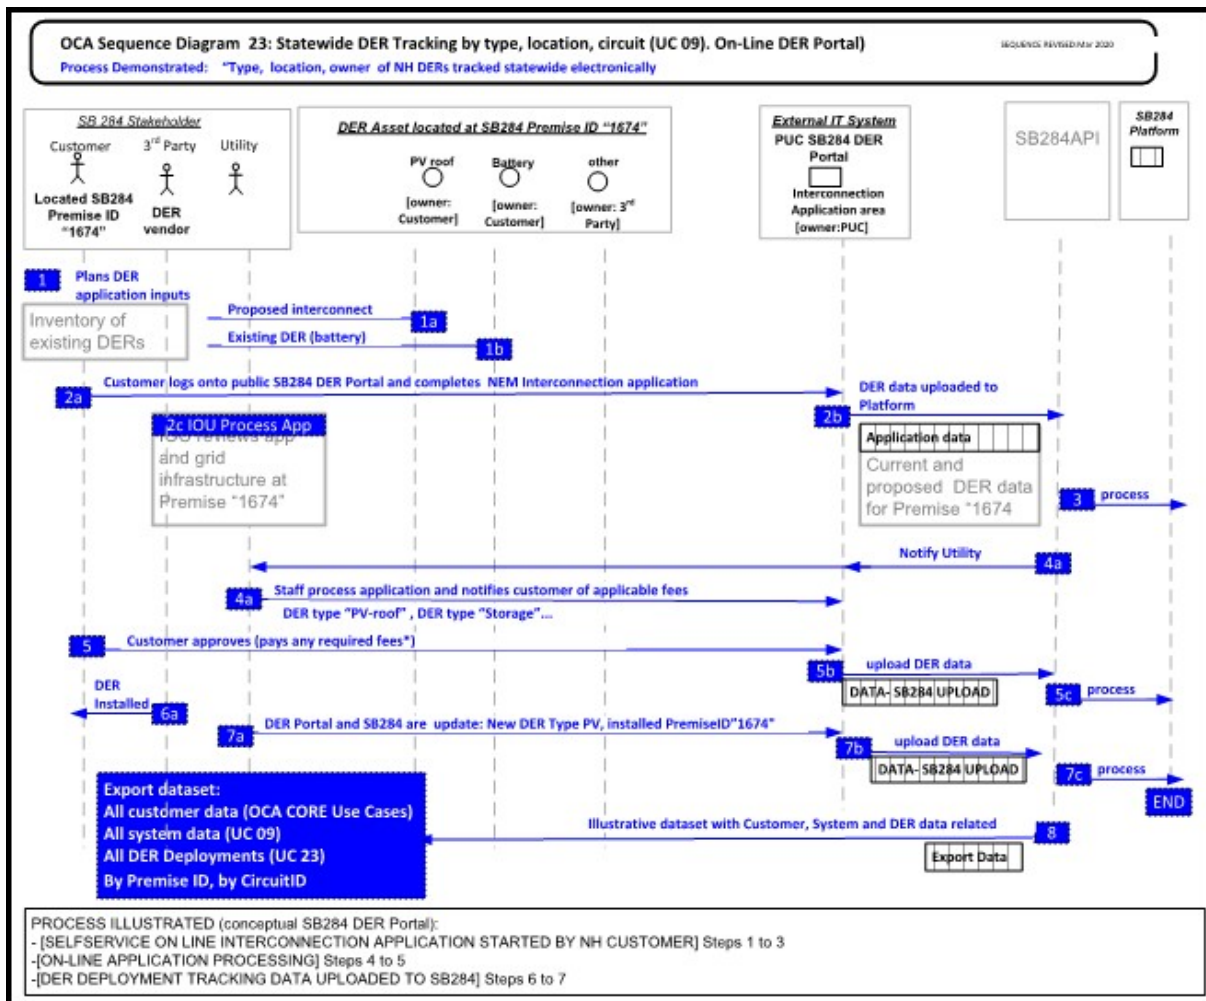 OCA Sequence Diagram 23: Statewide DER Tracking by type, location, circuit (UC 09). On-Line DER Portal)
SEQUENCE REVISED Mar 2020
Process Demonstrated: "Type, location, owner of NH DERs tracked statewide electronically
SB 284 Stakeholder
Customer
3rd Party
Utility
Located SB284
Premise ID
"1674"
DER
vendor
DER Asset located at SB284 Premise ID "1674"
PV roof
[owner:
Customer]
Battery
[owner:
Customer]
other
[owner: 3rd
Party]
External IT System
PUC SB284 DER
Portal
Interconnection
Application area
[owner:PUC]
SB284API
SB284
Platform
1
Plans DER
application inputs
Inventory of
existing DERs
Proposed interconnect
1a
Existing DER (battery)
1b
Customer logs onto public SB284 DER Portal and completes NEM Interconnection application
2a
2b
DER data uploaded to
Platform
2c IOU Process App
IOU reviews app
and grid
infrastructure at
Premise "1674"
Application data
Current and
proposed DER data
for Premise "1674
3
process
Notify Utility
4a
4a
Staff process application and notifies customer of applicable fees
DER type "PV-roof" , DER type "Storage"...
5
Customer approves (pays any required fees*)
5b
upload DER data
DATA- SB284 UPLOAD
5c
process
DER
Installed
6a
7a
DER Portal and SB284 are update: New DER Type PV, installed PremiseID"1674"
7b
upload DER data
DATA- SB284 UPLOAD
7c
process
END
Export dataset:
All customer data (OCA CORE Use Cases)
All system data (UC 09)
All DER Deployments (UC 23)
By Premise ID, by CircuitID
Illustrative dataset with Customer, System and DER data related
8
Export Data
PROCESS ILLUSTRATED (conceptual SB284 DER Portal):
- [SELFSERVICE ON LINE INTERCONNECTION APPLICATION STARTED BY NH CUSTOMER] Steps 1 to 3
-[ON-LINE APPLICATION PROCESSING] Steps 4 to 5
-[DER DEPLOYMENT TRACKING DATA UPLOADED TO SB284] Steps 6 to 7